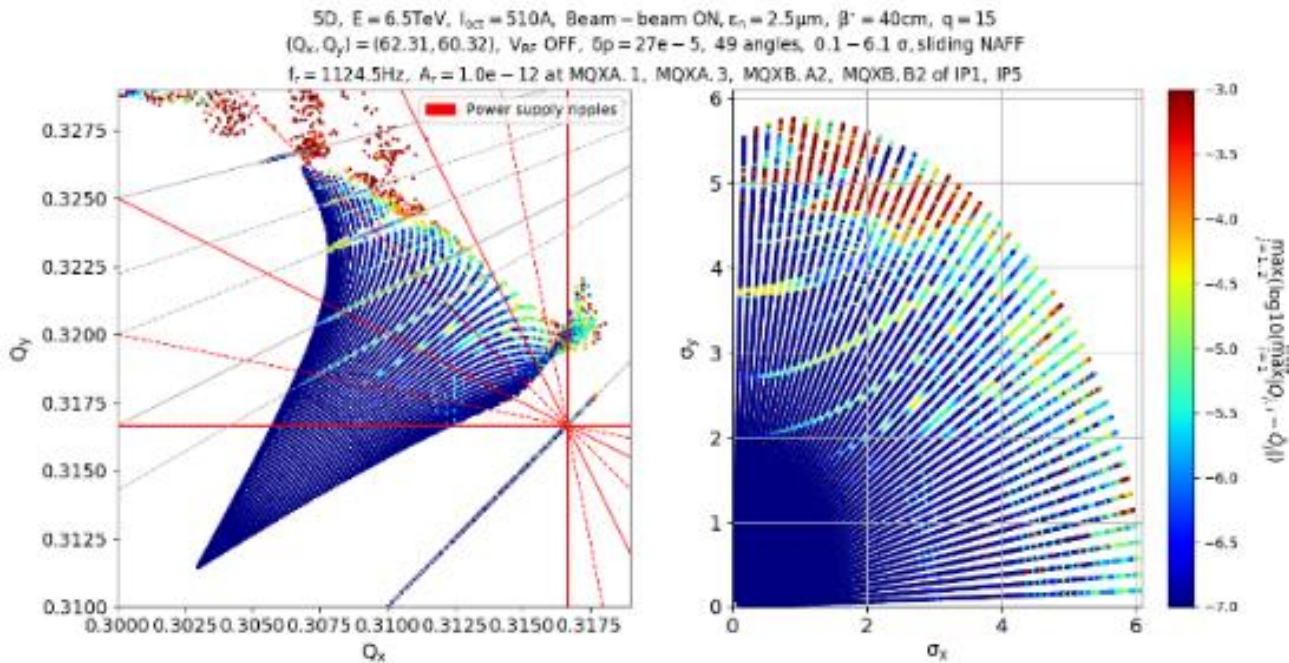 5D, E = 6.5TeV, I_oct = 510A, Beam − beam ON, ε_n = 2.5μm, β* = 40cm, q = 15
(Q_x, Q_y) = (62.31, 60.32), V_RF OFF, δp = 27e − 5, 49 angles, 0.1 − 6.1 σ, sliding NAFF
f_r = 1124.5Hz, A_r = 1.0e − 12 at MQXA.1, MQXA.3, MQXB.A2, MQXB.B2 of IP1, IP5
Power supply ripples
0.3275
0.3250
0.3225
0.3200
0.3175
0.3150
0.3125
0.3100
Q_y
0.3000 0.3025 0.3050 0.3075 0.3100 0.3125 0.3150 0.3175
Q_x
6
5
4
3
2
1
0
σ_y
0 2 4 6
σ_x
−3.0
−4.0
−5.0
−5.5
−6.0
−6.5
−7.0